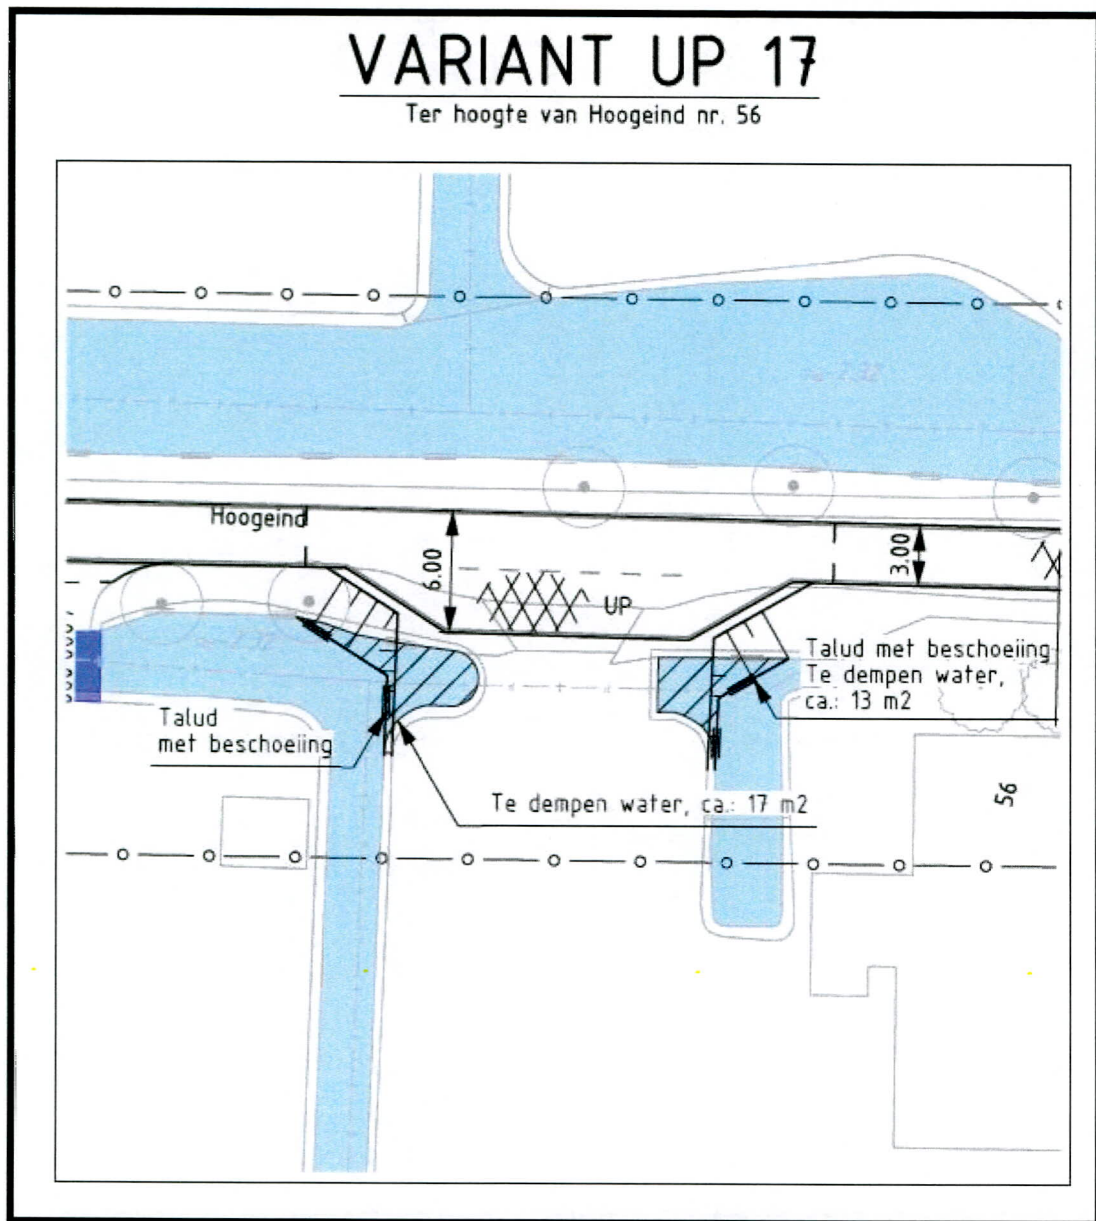 VARIANT UP 17
Ter hoogte van Hoogeind nr. 56
Hoogeind
6.00
3.00
UP
Talud met beschoeiing
Te dempen water,
ca.: 13 m2
Talud
met beschoeiing
56
Te dempen water, ca.: 17 m2